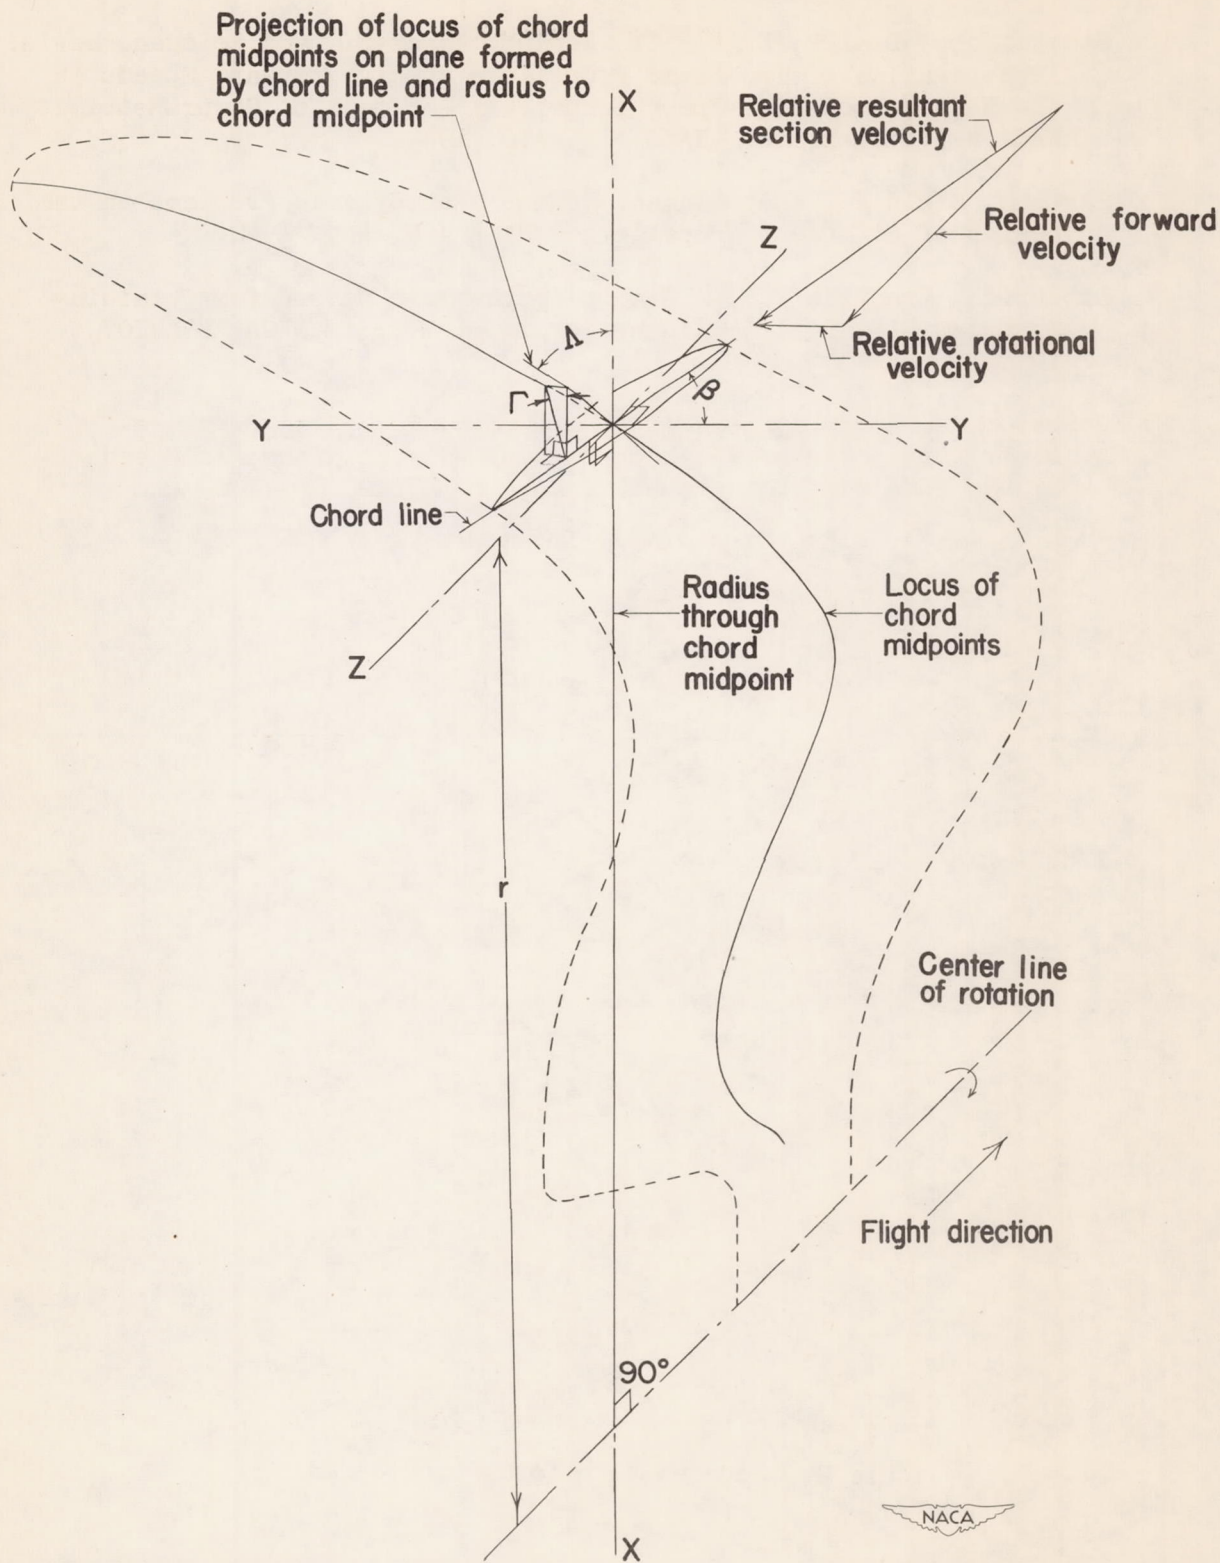 Projection of locus of chord
midpoints on plane formed
by chord line and radius to
chord midpoint
X
Relative resultant
section velocity
Z
Relative forward
velocity
Λ
Relative rotational
velocity
Γ
β
Y
Y
Chord line
Radius
through
chord
midpoint
Locus of
chord
midpoints
Z
r
Center line
of rotation
Flight direction
90°
NACA
X